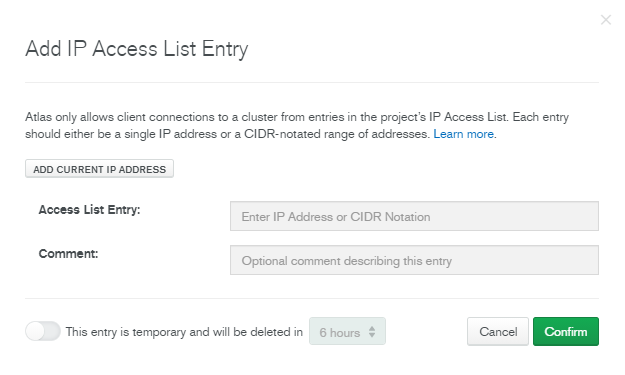 ×
Add IP Access List Entry
Atlas only allows client connections to a cluster from entries in the project's IP Access List. Each entry
should either be a single IP address or a CIDR-notated range of addresses. Learn more.
ADD CURRENT IP ADDRESS
Access List Entry:
Enter IP Address or CIDR Notation
Comment:
Optional comment describing this entry
This entry is temporary and will be deleted in 6 hours Cancel Confirm